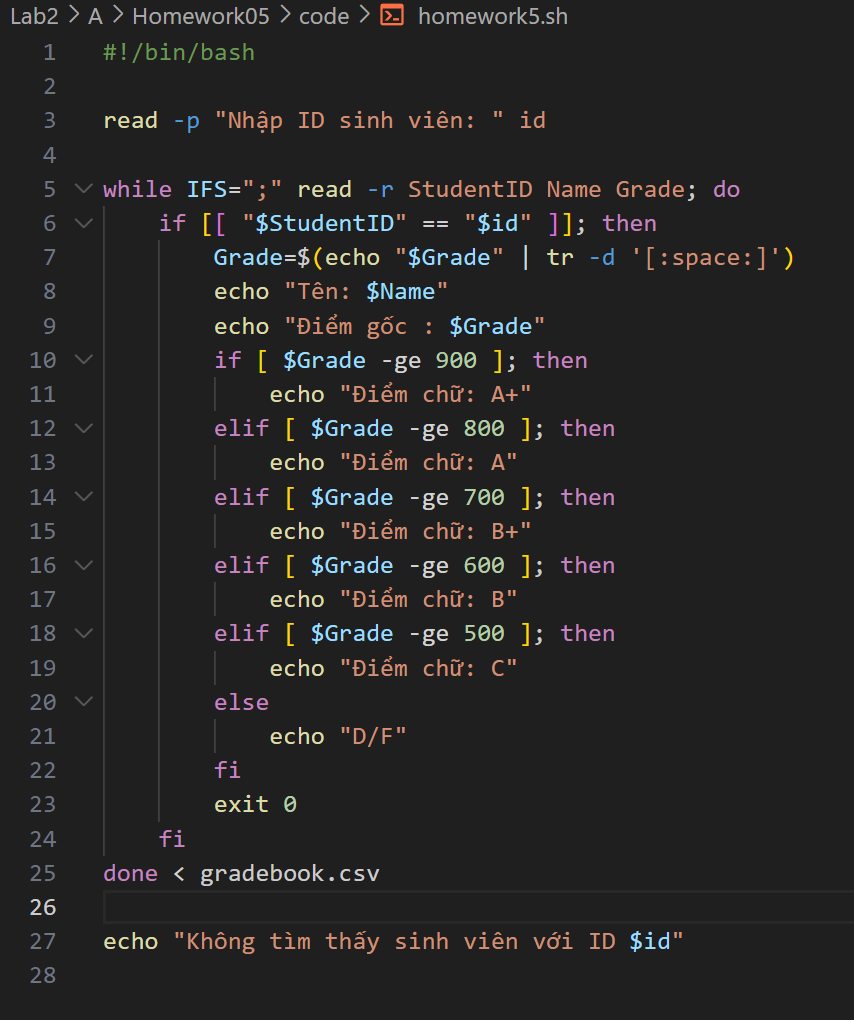 Lab2 > A > Homework05 > code > homework5.sh
1 #!/bin/bash
2
3 read -p "Nhập ID sinh viên: " id
4
5 while IFS=";" read -r StudentID Name Grade; do
6     if [[ "$StudentID" == "$id" ]]; then
7         Grade=$(echo "$Grade" | tr -d '[:space:]')
8         echo "Tên: $Name"
9         echo "Điểm gốc : $Grade"
10         if [ $Grade -ge 900 ]; then
11             echo "Điểm chữ: A+"
12         elif [ $Grade -ge 800 ]; then
13             echo "Điểm chữ: A"
14         elif [ $Grade -ge 700 ]; then
15             echo "Điểm chữ: B+"
16         elif [ $Grade -ge 600 ]; then
17             echo "Điểm chữ: B"
18         elif [ $Grade -ge 500 ]; then
19             echo "Điểm chữ: C"
20         else
21             echo "D/F"
22         fi
23         exit 0
24     fi
25 done < gradebook.csv
26
27 echo "Không tìm thấy sinh viên với ID $id"
28